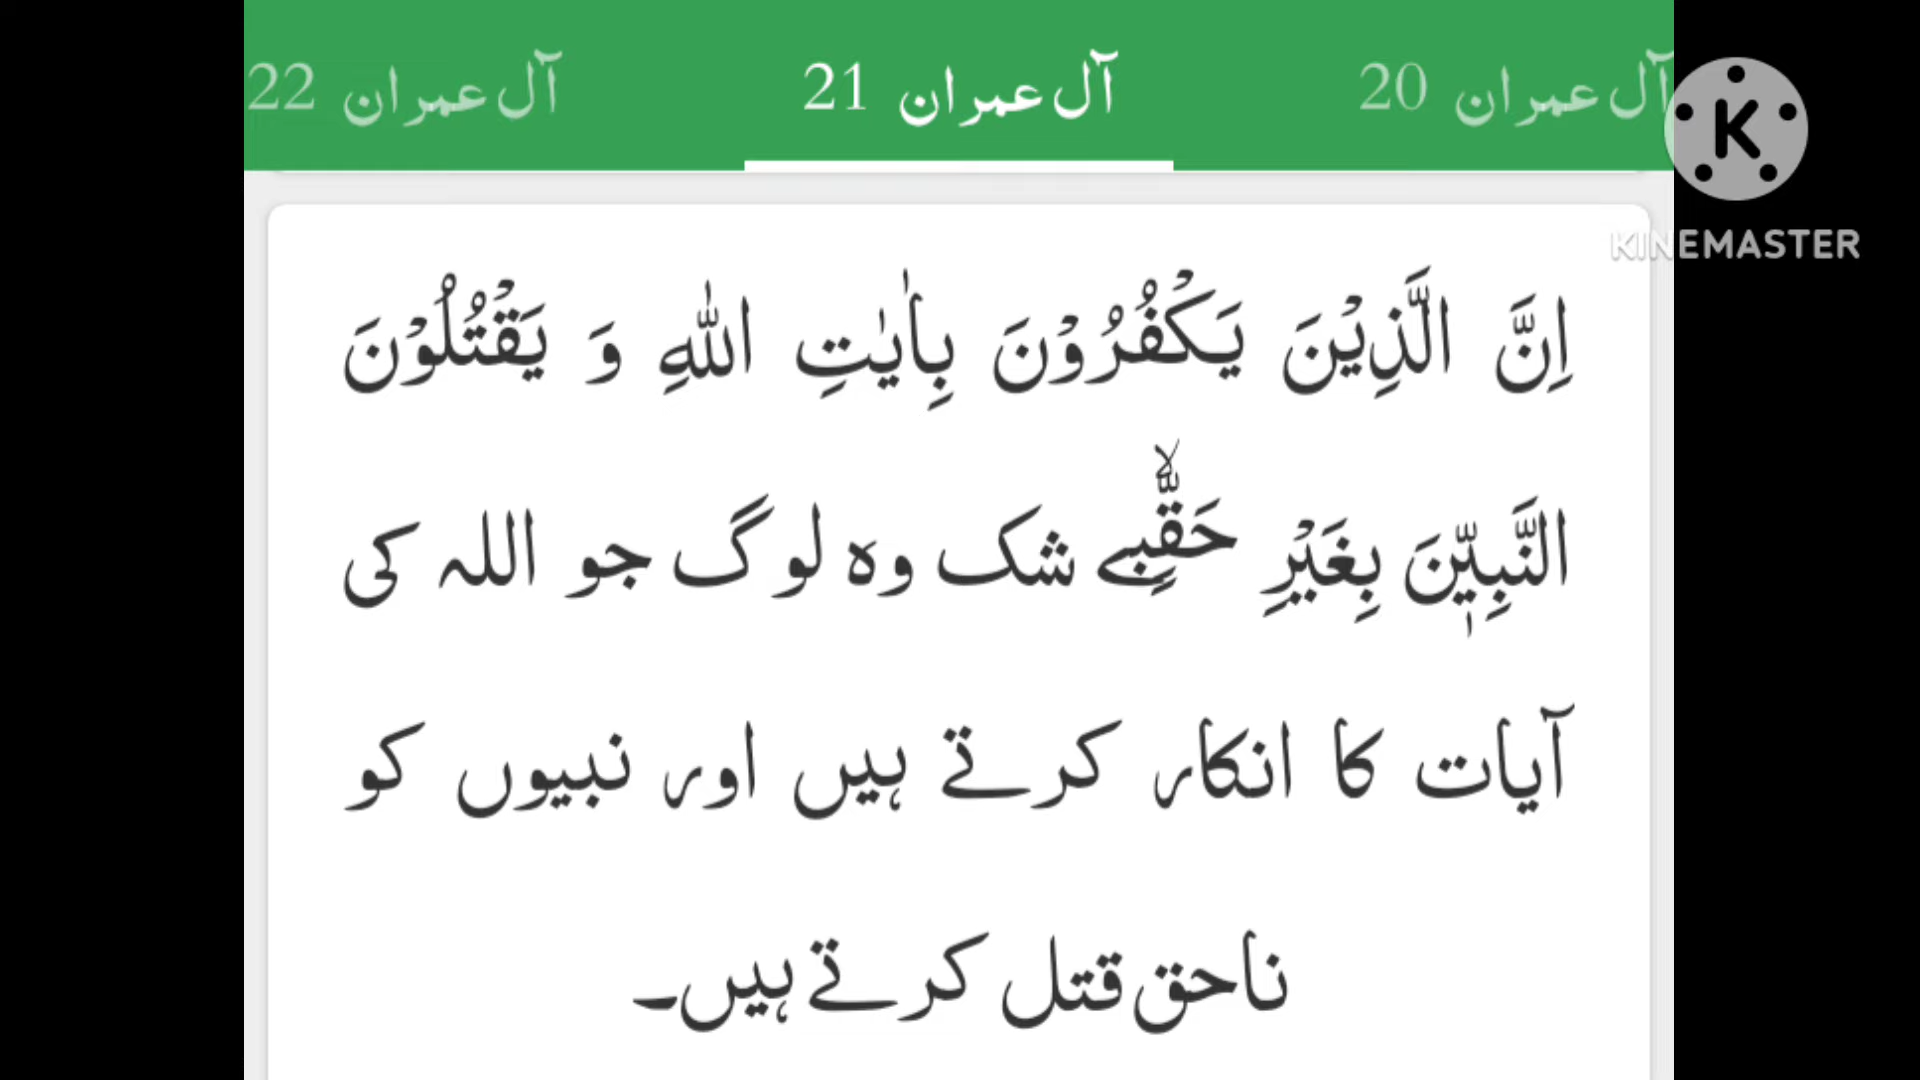 آل عمران 20
آل عمران 21
آل عمران 22
KINEMASTER
اِنَّ الَّذِیْنَ یَكْفُرُوْنَ بِاٰیٰتِ اللّٰهِ وَ یَقْتُلُوْنَ
النَّبِیّٖنَ بِغَیْرِ حَقٍّۙبے شک وہ لوگ جو اللہ کی
آیات کا انکار کرتے ہیں اور نبیوں کو
ناحق قتل کرتے ہیں۔